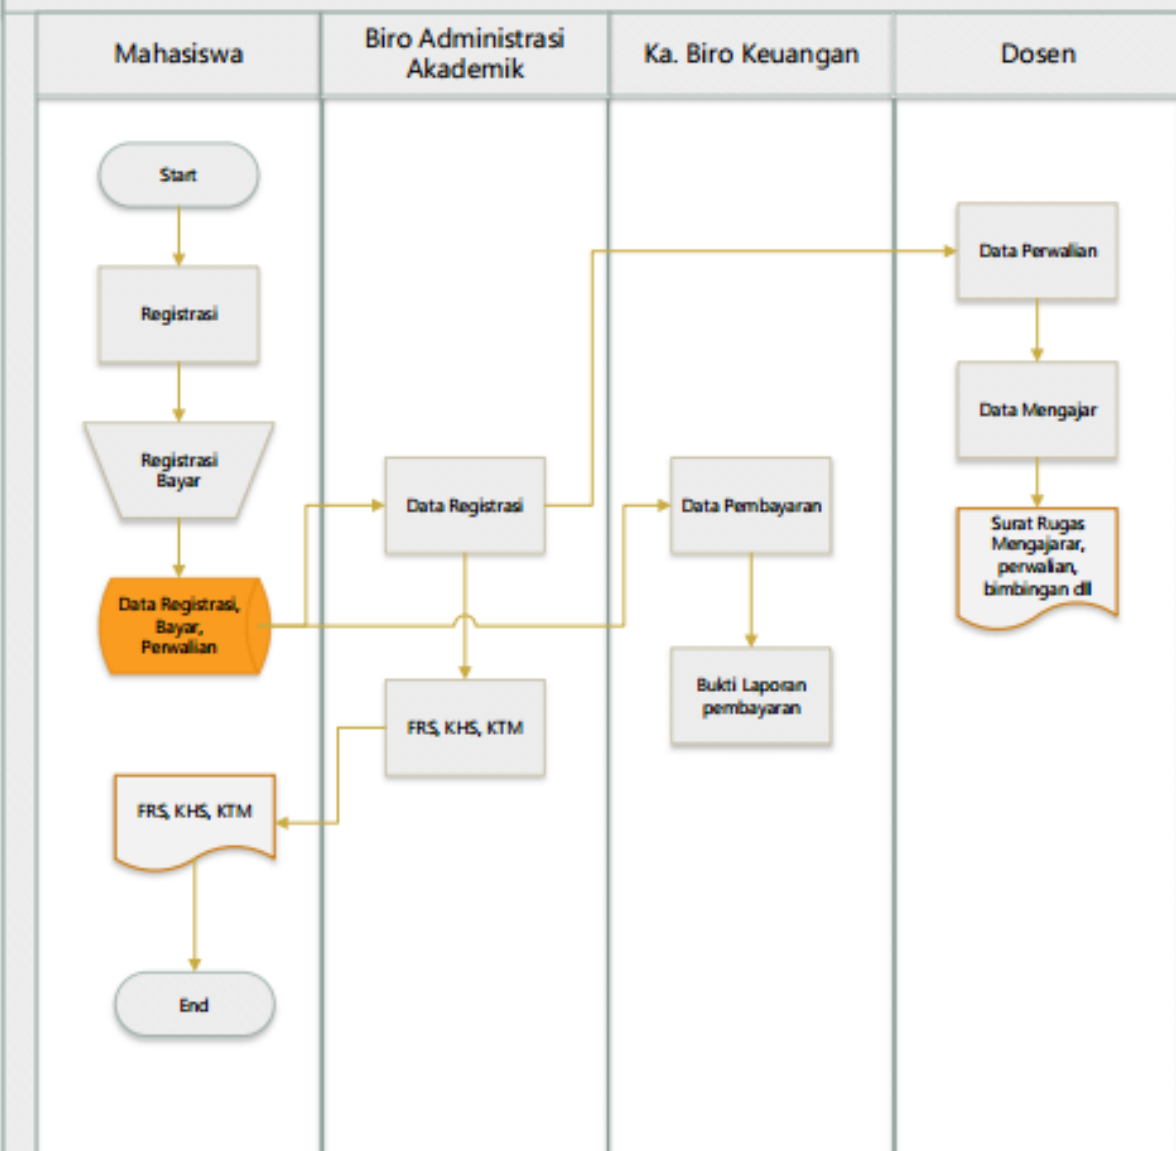 Mahasiswa
Biro Administrasi
Akademik
Ka. Biro Keuangan
Dosen
Start
Registrasi
Registrasi
Bayar
Data Registrasi,
Bayar,
Perwalian
FRS, KHS, KTM
End
Data Registrasi
FRS, KHS, KTM
Data Pembayaran
Bukti Laporan
pembayaran
Data Perwalian
Data Mengajar
Surat Rugas
Mengajarar,
perwalian,
bimbingan dll